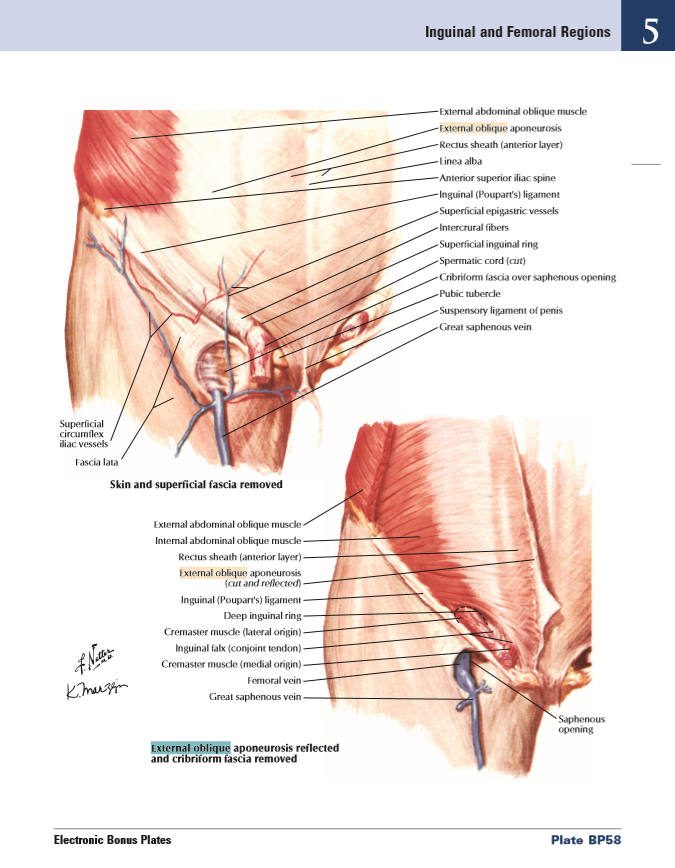 Inguinal and Femoral Regions 5
External abdominal oblique muscle
External oblique aponeurosis
Rectus sheath (anterior layer)
Linea alba
Anterior superior iliac spine
Inguinal (Poupart's) ligament
Superficial epigastric vessels
Intercrural fibers
Superficial inguinal ring
Spermatic cord (cut)
Cribriform fascia over saphenous opening
Pubic tubercle
Suspensory ligament of penis
Great saphenous vein
Superficial
circumflex
iliac vessels
Fascia lata
Skin and superficial fascia removed
External abdominal oblique muscle
Internal abdominal oblique muscle
Rectus sheath (anterior layer)
External oblique aponeurosis
(cut and reflected)
Inguinal (Poupart's) ligament
Deep inguinal ring
Cremaster muscle (lateral origin)
Inguinal falx (conjoint tendon)
Cremaster muscle (medial origin)
Femoral vein
Great saphenous vein
Saphenous
opening
F. Netter
M.D.
K. Marzejon
External oblique aponeurosis reflected
and cribriform fascia removed
Electronic Bonus Plates
Plate BP58